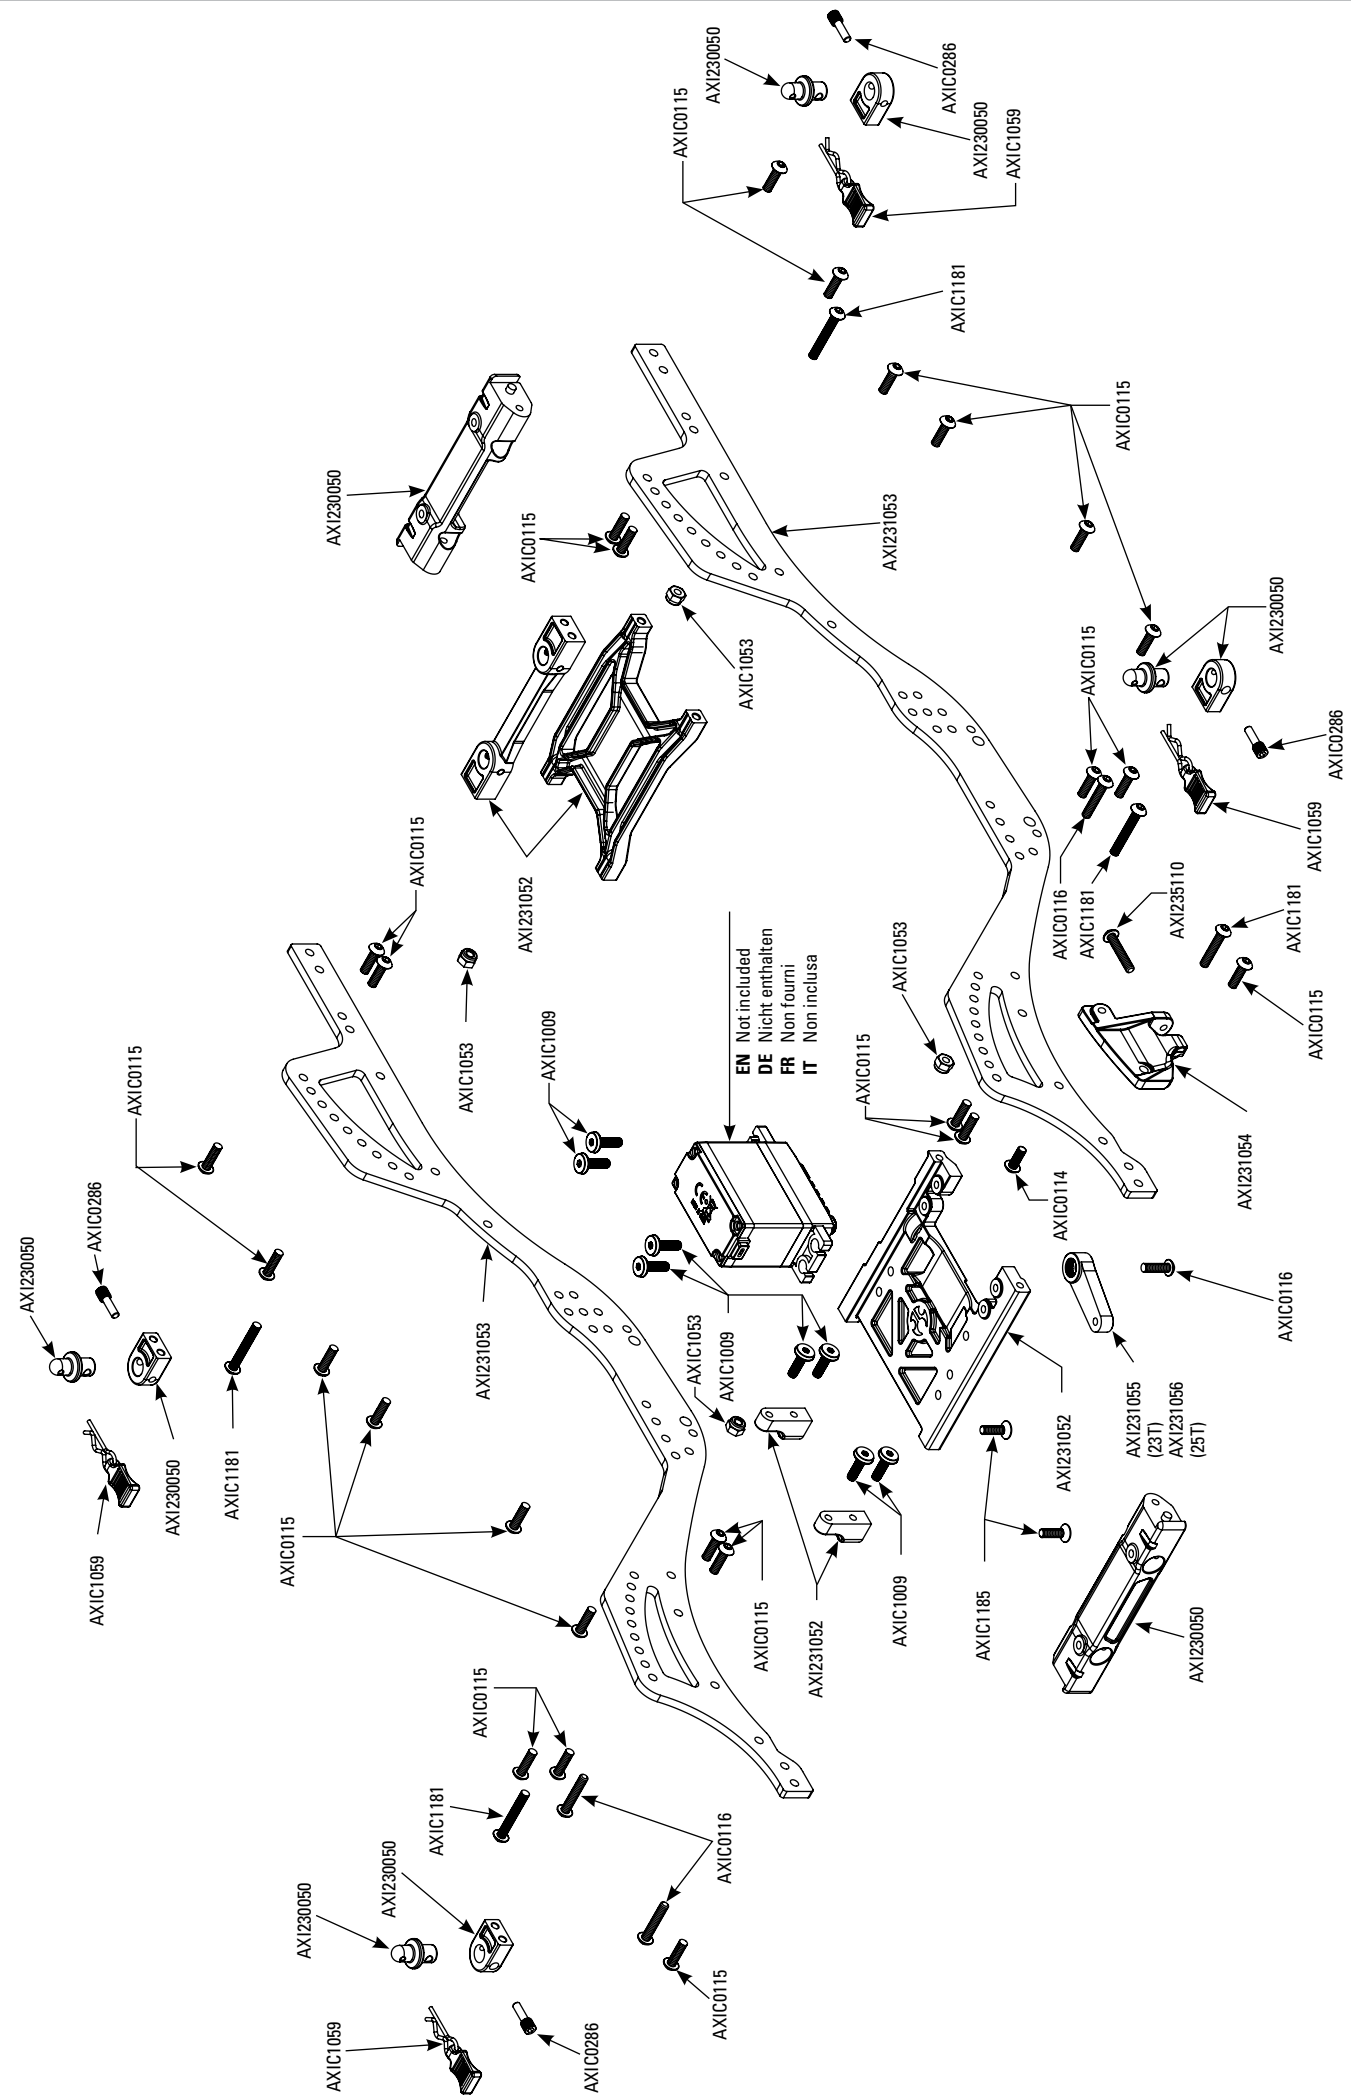 AXIC0286
AXI230050
AXI230050
AXIC1059
AXIC0115
AXIC1181
AXIC0115
AXI230050
AXIC0115
AXI231053
AXIC1053
AXI231052
AXIC0115
AXI230050
AXIC0286
AXIC1059
AXIC0115
AXIC0116
AXIC1181
AXI235110
AXIC1181
AXIC0115
AXI231054
AXIC1053
AXIC0115
AXIC0114
AXIC0116
EN Not included
DE Nicht enthalten
FR Non fourni
IT Non inclusa
AXIC0115
AXIC1053
AXIC1009
AXIC0115
AXIC0286
AXI230050
AXI230050
AXIC1059
AXIC1181
AXIC0115
AXI231053
AXIC1053
AXIC1009
AXI231052
AXI231055
(23T)
AXI231056
(25T)
AXIC1185
AXI230050
AXIC1009
AXI231052
AXIC0115
AXIC0115
AXIC1181
AXIC0116
AXIC0115
AXI230050
AXI230050
AXIC1059
AXIC0286